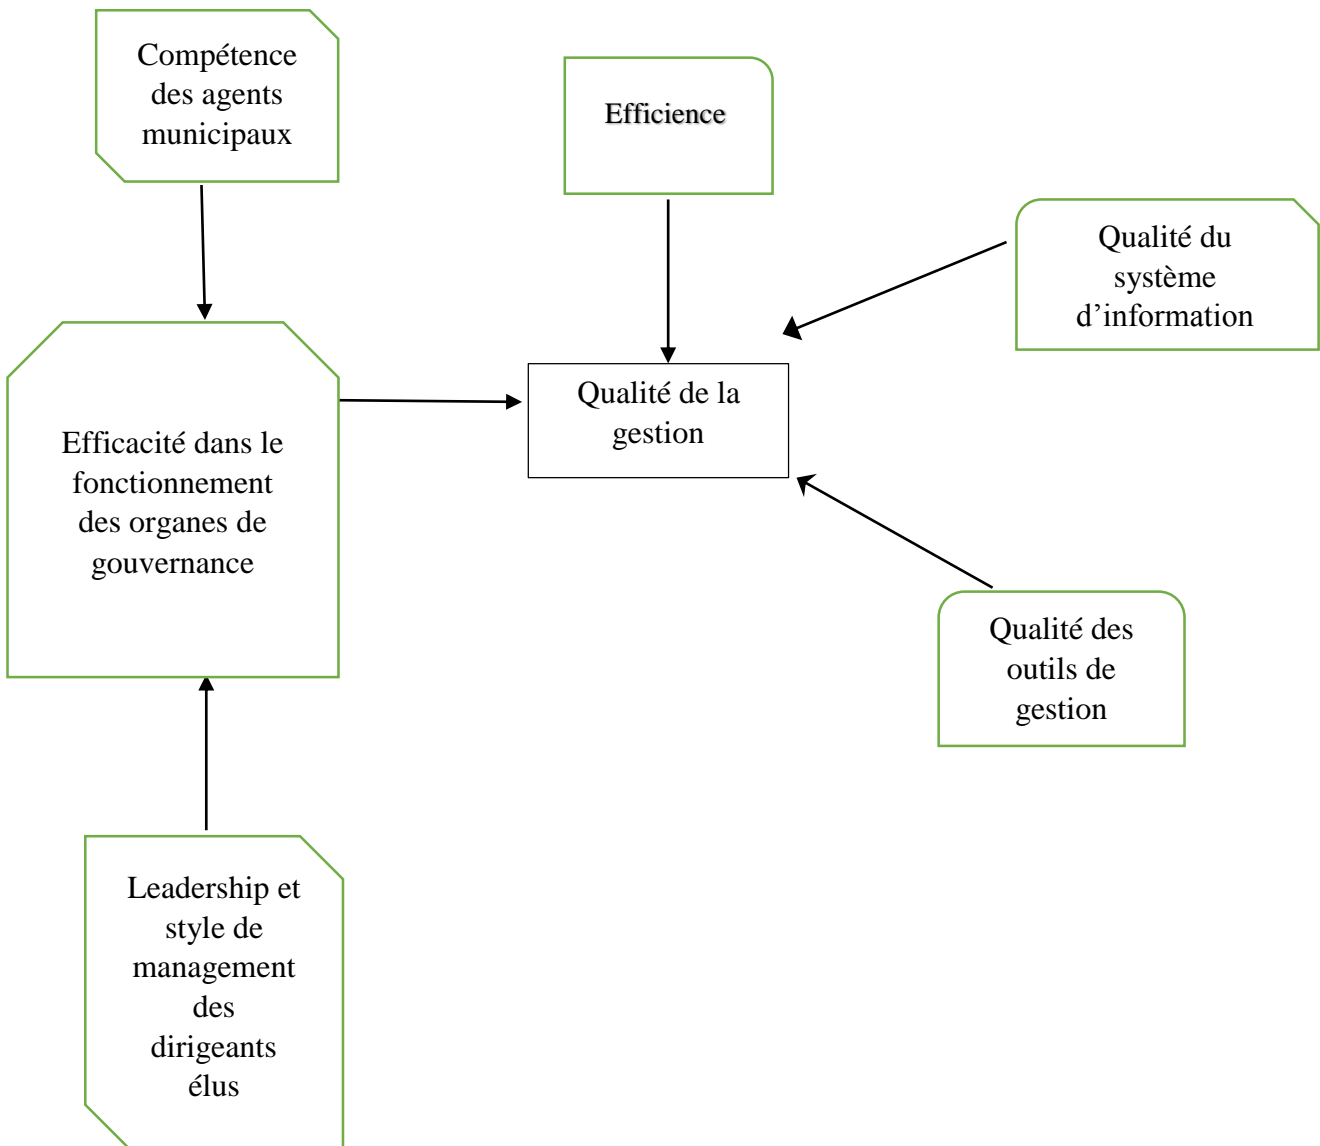 Compétence
des agents
municipaux
Efficience
Qualité du
système
d’information
Qualité de la
gestion
Efficacité dans le
fonctionnement
des organes de
gouvernance
Qualité des
outils de
gestion
Leadership et
style de
management
des
dirigeants
élus